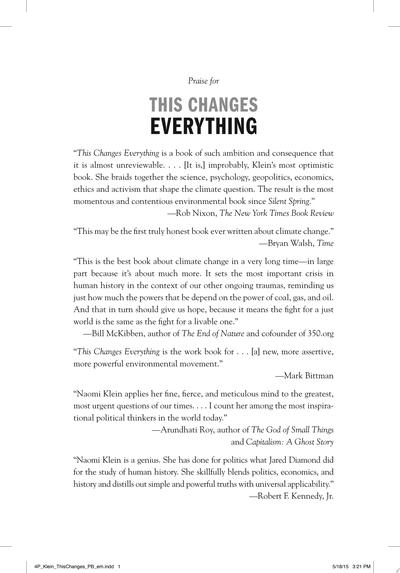 Praise for
THIS CHANGES
EVERYTHING
“This Changes Everything is a book of such ambition and consequence that
it is almost unreviewable. . . . [It is,] improbably, Klein’s most optimistic
book. She braids together the science, psychology, geopolitics, economics,
ethics and activism that shape the climate question. The result is the most
momentous and contentious environmental book since Silent Spring.”
—Rob Nixon, The New York Times Book Review
“This may be the first truly honest book ever written about climate change.”
—Bryan Walsh, Time
“This is the best book about climate change in a very long time—in large
part because it’s about much more. It sets the most important crisis in
human history in the context of our other ongoing traumas, reminding us
just how much the powers that be depend on the power of coal, gas, and oil.
And that in turn should give us hope, because it means the fight for a just
world is the same as the fight for a livable one.”
—Bill McKibben, author of The End of Nature and cofounder of 350.org
“This Changes Everything is the work book for . . . [a] new, more assertive,
more powerful environmental movement.”
—Mark Bittman
“Naomi Klein applies her fine, fierce, and meticulous mind to the greatest,
most urgent questions of our times. . . . I count her among the most inspira-
tional political thinkers in the world today.”
—Arundhati Roy, author of The God of Small Things
and Capitalism: A Ghost Story
“Naomi Klein is a genius. She has done for politics what Jared Diamond did
for the study of human history. She skillfully blends politics, economics, and
history and distills out simple and powerful truths with universal applicability.”
—Robert F. Kennedy, Jr.
4P_Klein_ThisChanges_PB_em.indd 1
5/18/15 3:21 PM